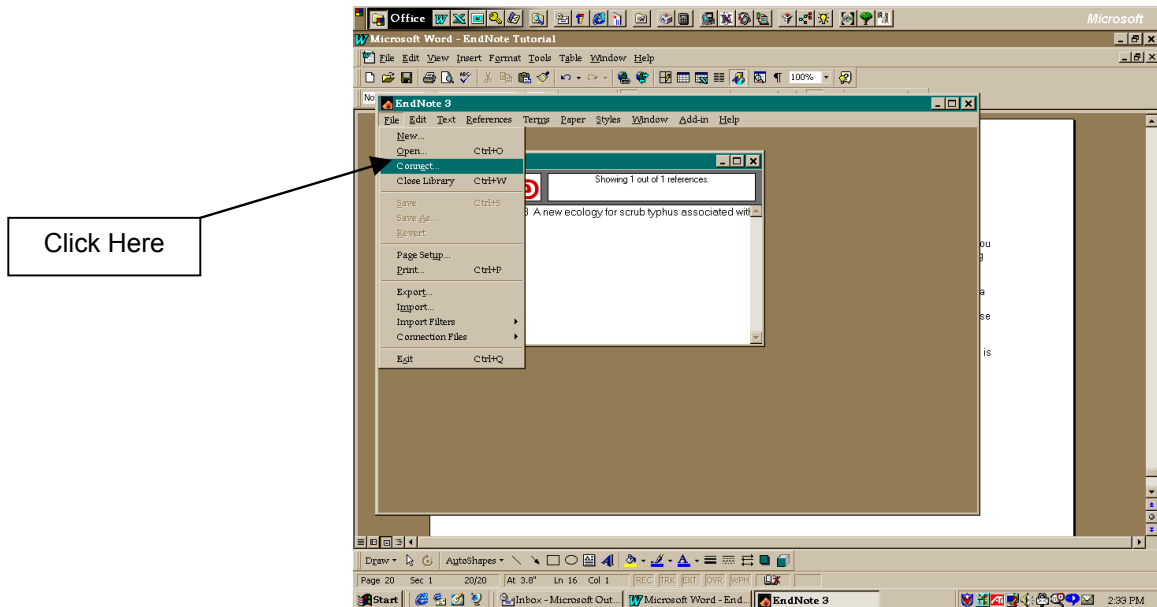 Office
Microsoft
Microsoft Word - EndNote Tutorial
File Edit View Insert Format Tools Table Window Help
100%
No
EndNote 3
File Edit Text References Terms Paper Styles Window Add-in Help
New...
Open... Ctrl+O
Connect...
Close Library Ctrl+W
Showing 1 out of 1 references.
Save Ctrl+S
Save As...
Revert
A new ecology for scrub typhus associated with
Click Here
ou
g
Page Setup...
Print... Ctrl+P
Export...
a
Import...
se
Import Filters
Connection Files
is
Exit Ctrl+Q
Draw AutoShapes
Page 20 Sec 1 20/20 At 3.8" Ln 16 Col 1 REC TRK EXT OVR WPH
Start Inbox - Microsoft Out... Microsoft Word - End... EndNote 3 2:33 PM